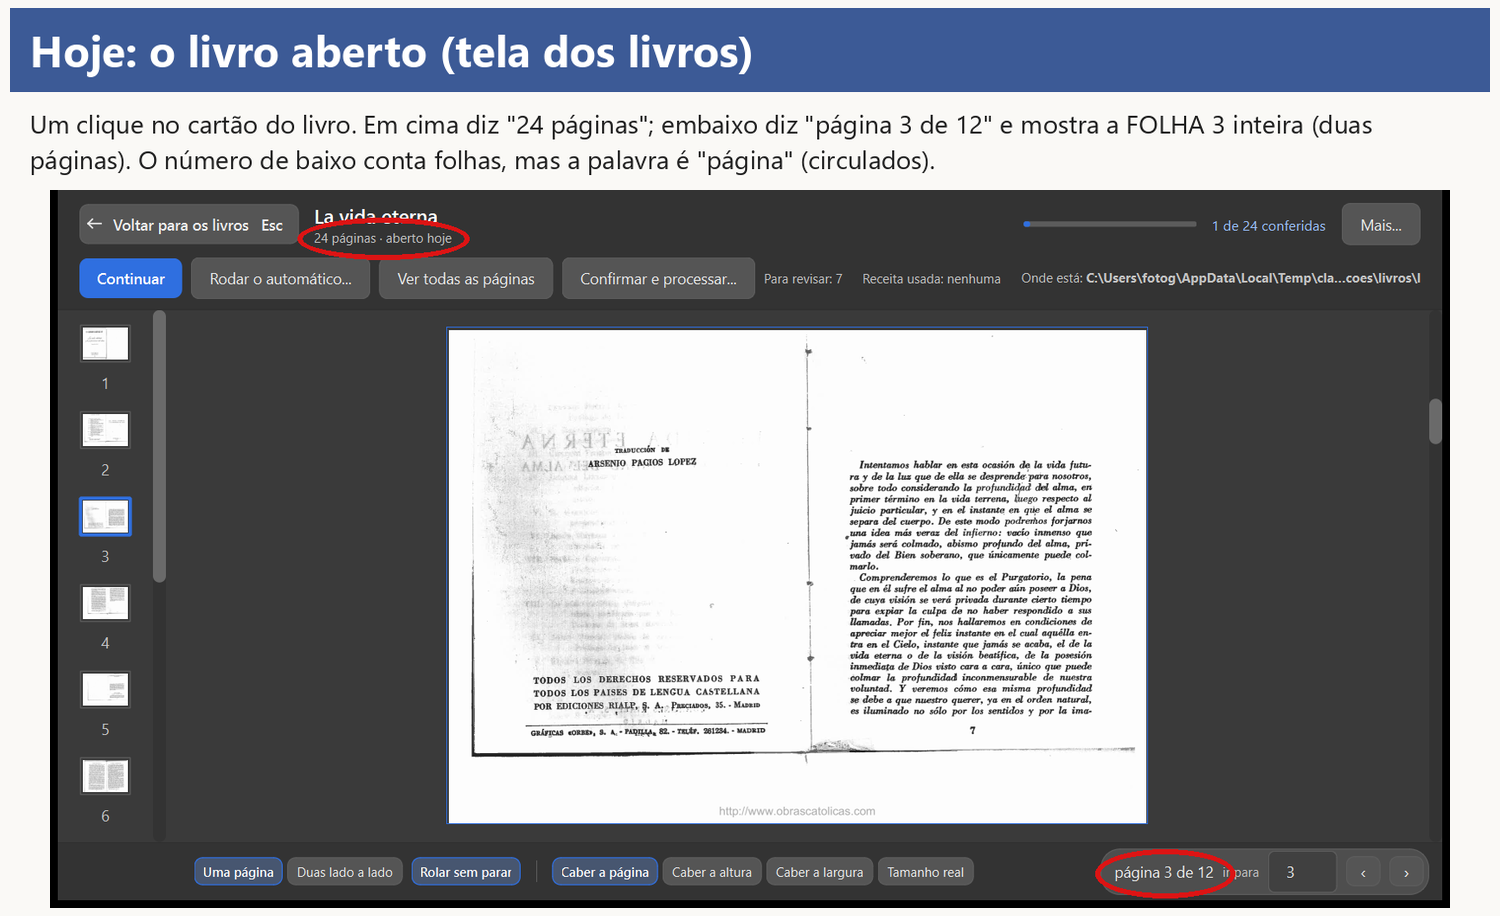 Hoje: o livro aberto (tela dos livros)
Um clique no cartão do livro. Em cima diz "24 páginas"; embaixo diz "página 3 de 12" e mostra a FOLHA 3 inteira (duas
páginas). O número de baixo conta folhas, mas a palavra é "página" (circulados).
← Voltar para os livros Esc
La vida eterna
24 páginas · aberto hoje
1 de 24 conferidas
Mais...
Continuar
Rodar o automático...
Ver todas as páginas
Confirmar e processar...
Para revisar: 7
Receita usada: nenhuma
Onde está: C:\Users\fotog\AppData\Local\Temp\cla...coes\livros\l
1
2
3
4
5
6
TRADUCCIÓN DE
ARSENIO PAGIOS LOPEZ
TODOS LOS DERECHOS RESERVADOS PARA
TODOS LOS PAISES DE LENGUA CASTELLANA
POR EDICIONES RIALP, S. A. PRECIADOS, 35. - MADRID
GRÁFICAS «ORBE», S. A. - PADILLA, 82. - TELÉF. 261234. - MADRID
Intentamos hablar en esta ocasión de la vida futu-
ra y de la luz que de ella se desprende para nosotros,
sobre todo considerando la profundidad del alma, en
primer término en la vida terrena, luego respecto al
juicio particular, y en el instante en que el alma se
separa del cuerpo. De este modo podremos forjarnos
una idea más veraz del infierno: vacío inmenso que
jamás será colmado, abismo profundo del alma, pri-
vado del Bien soberano, que únicamente puede col-
marlo.
Comprenderemos lo que es el Purgatorio, la pena
que en él sufre el alma al no poder aún poseer a Dios,
de cuya visión se verá privada durante cierto tiempo
para expiar la culpa de no haber respondido a sus
llamadas. Por fin, nos hallaremos en condiciones de
apreciar mejor el feliz instante en el cual aquélla en-
tra en el Cielo, instante que jamás se acaba, el de la
vida eterna o de la visión beatífica, de la posesión
inmediata de Dios visto cara a cara, único que puede
colmar la profundidad inconmensurable de nuestra
voluntad. Y veremos cómo esa misma profundidad
se debe a que nuestro querer, ya en el orden natural,
es iluminado no sólo por los sentidos y por la ima-
7
http://www.obrascatolicas.com
Uma página
Duas lado a lado
Rolar sem parar
Caber a página
Caber a altura
Caber a largura
Tamanho real
página 3 de 12
ir para
3
‹
›